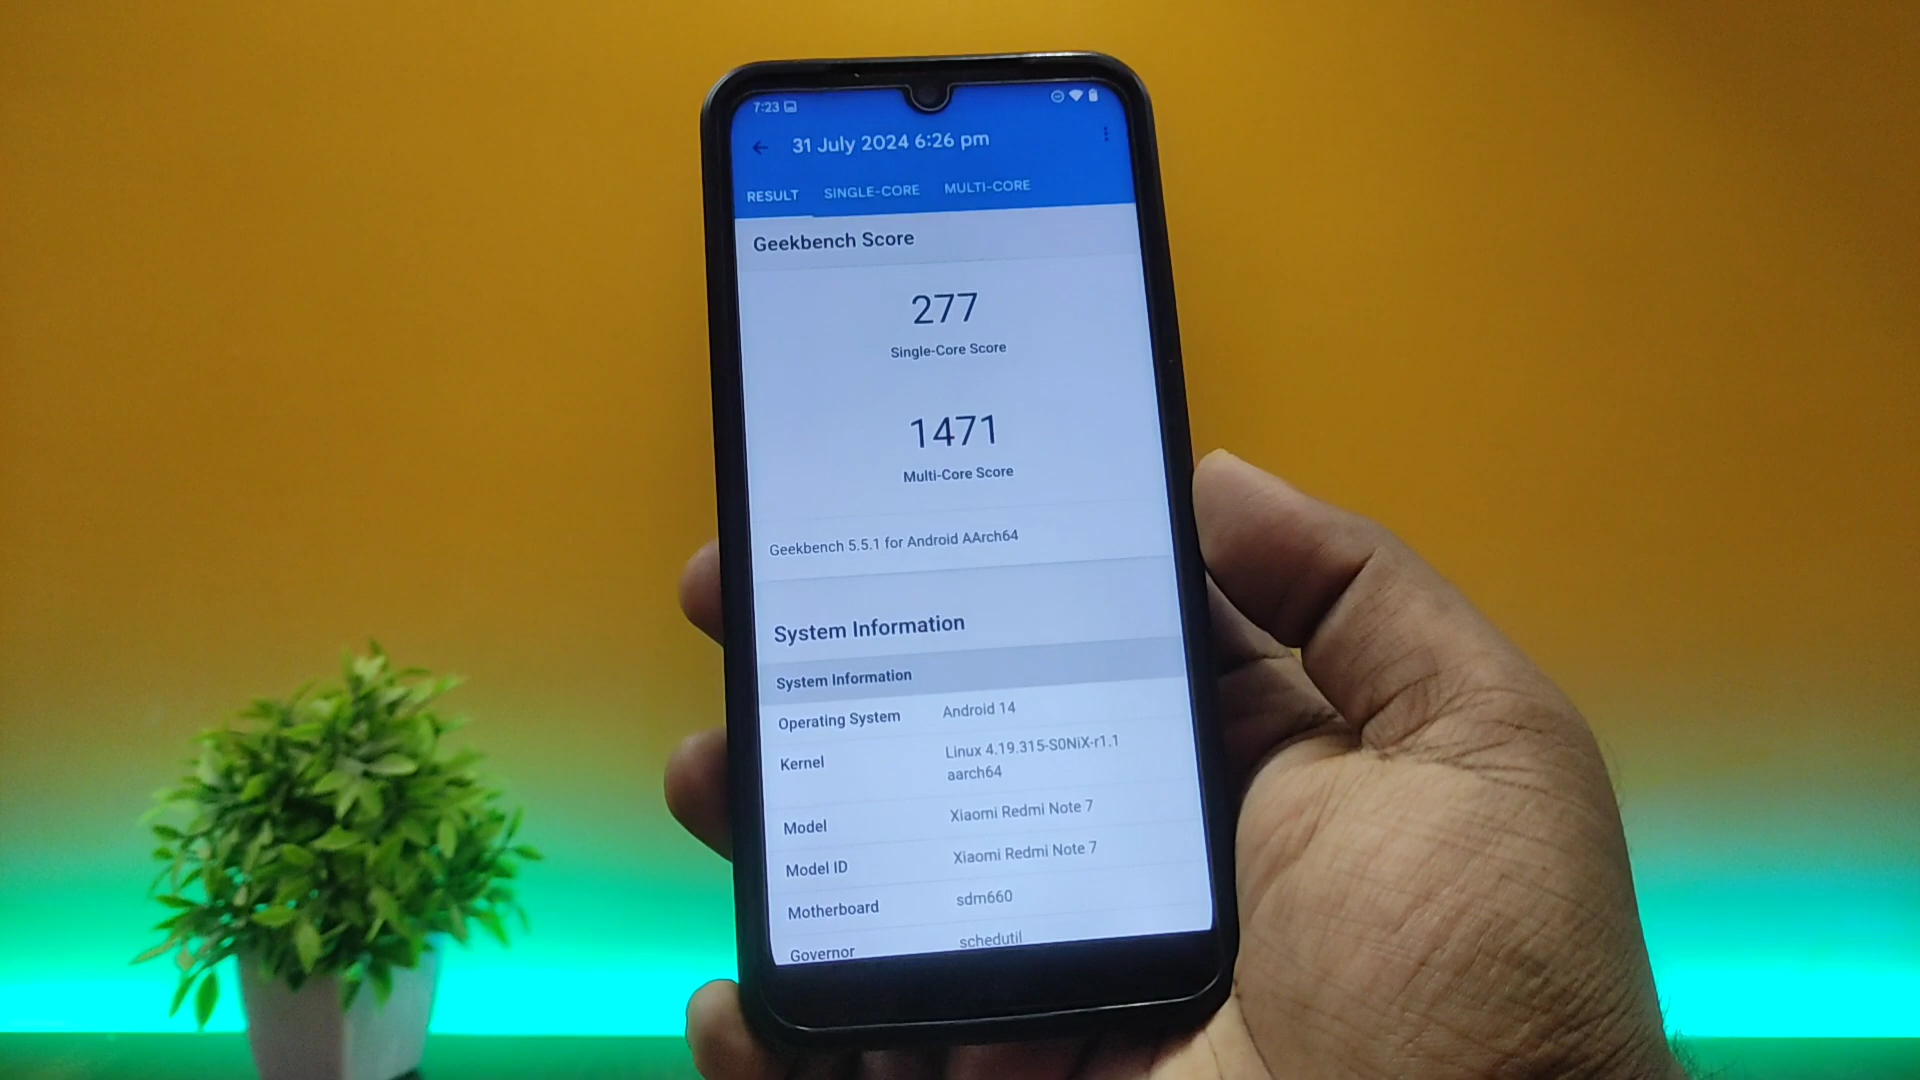 7:23
31 July 2024 6:26 pm
RESULT SINGLE-CORE MULTI-CORE
Geekbench Score
277
Single-Core Score
1471
Multi-Core Score
Geekbench 5.5.1 for Android AArch64
System Information
System Information
Operating System Android 14
Kernel Linux 4.19.315-S0NiX-r1.1
aarch64
Model Xiaomi Redmi Note 7
Model ID Xiaomi Redmi Note 7
Motherboard sdm660
Governor schedutil